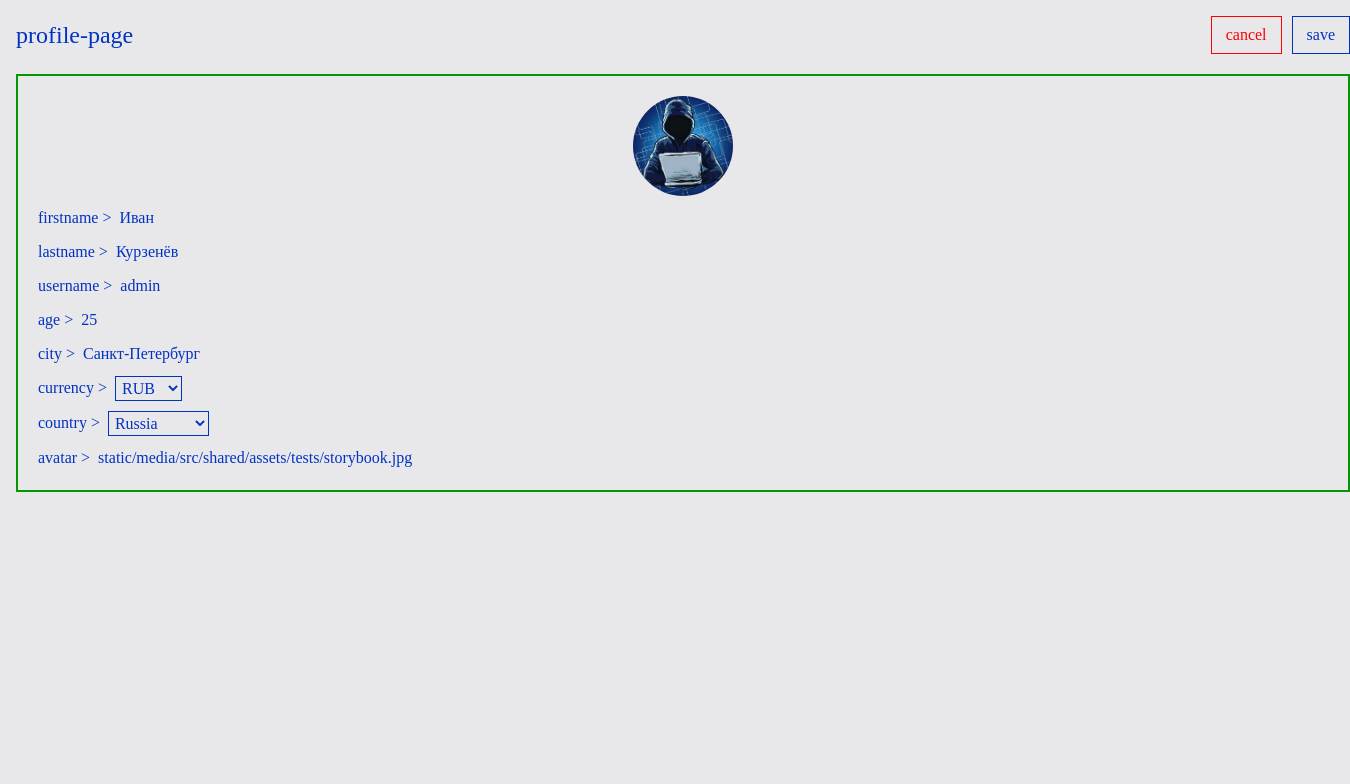 profile-page
cancel
save
firstname > Иван
lastname > Курзенёв
username > admin
age > 25
city > Санкт-Петербург
currency > RUB
country > Russia
avatar > static/media/src/shared/assets/tests/storybook.jpg